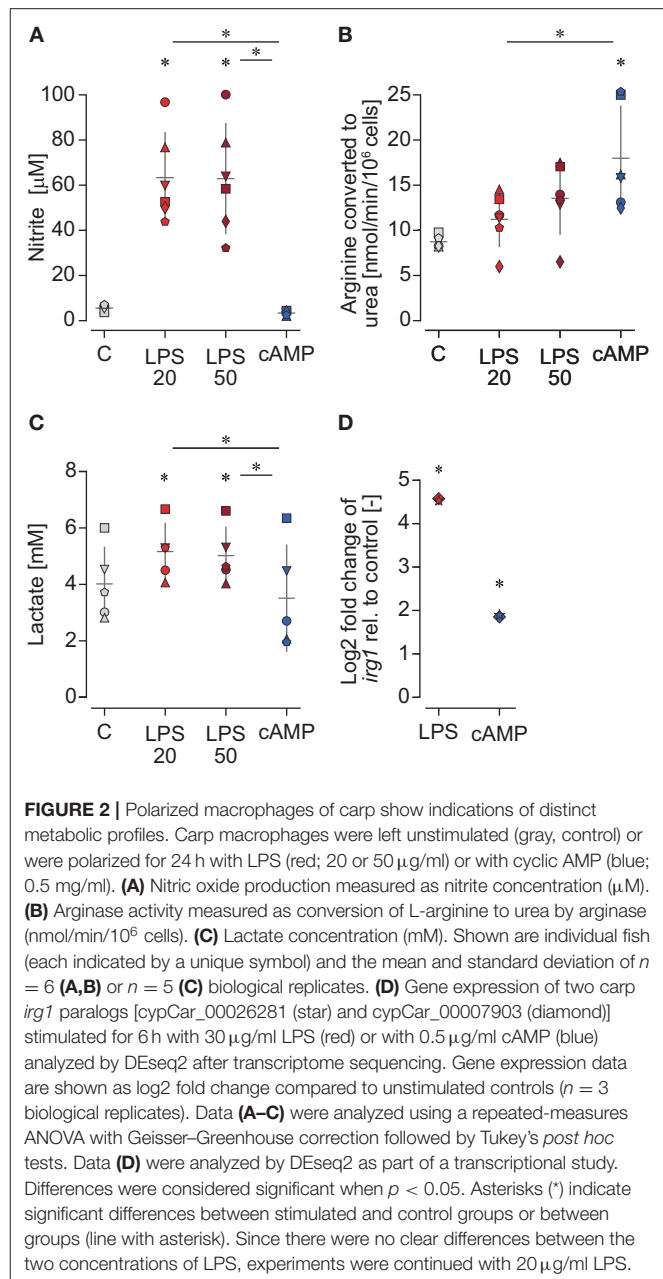 A
*
*
*
*
100
80
60
40
20
0
Nitrite [μM]
C
LPS
20
LPS
50
cAMP
B
*
*
25
20
15
10
5
0
Arginine converted to
urea [nmol/min/10⁶ cells]
C
LPS
20
LPS
50
cAMP
C
*
*
*
*
8
6
4
2
0
Lactate [mM]
C
LPS
20
LPS
50
cAMP
D
*
*
5
4
3
2
1
0
Log2 fold change of
irg1 rel. to control [-]
LPS
cAMP
FIGURE 2 | Polarized macrophages of carp show indications of distinct
metabolic profiles. Carp macrophages were left unstimulated (gray, control) or
were polarized for 24 h with LPS (red; 20 or 50 μg/ml) or with cyclic AMP (blue;
0.5 mg/ml). (A) Nitric oxide production measured as nitrite concentration (μM).
(B) Arginase activity measured as conversion of L-arginine to urea by arginase
(nmol/min/10⁶ cells). (C) Lactate concentration (mM). Shown are individual fish
(each indicated by a unique symbol) and the mean and standard deviation of n
= 6 (A,B) or n = 5 (C) biological replicates. (D) Gene expression of two carp
irg1 paralogs [cypCar_00026281 (star) and cypCar_00007903 (diamond)]
stimulated for 6 h with 30 μg/ml LPS (red) or with 0.5 μg/ml cAMP (blue)
analyzed by DEseq2 after transcriptome sequencing. Gene expression data
are shown as log2 fold change compared to unstimulated controls (n = 3
biological replicates). Data (A–C) were analyzed using a repeated-measures
ANOVA with Geisser–Greenhouse correction followed by Tukey's post hoc
tests. Data (D) were analyzed by DEseq2 as part of a transcriptional study.
Differences were considered significant when p < 0.05. Asterisks (*) indicate
significant differences between stimulated and control groups or between
groups (line with asterisk). Since there were no clear differences between the
two concentrations of LPS, experiments were continued with 20 μg/ml LPS.